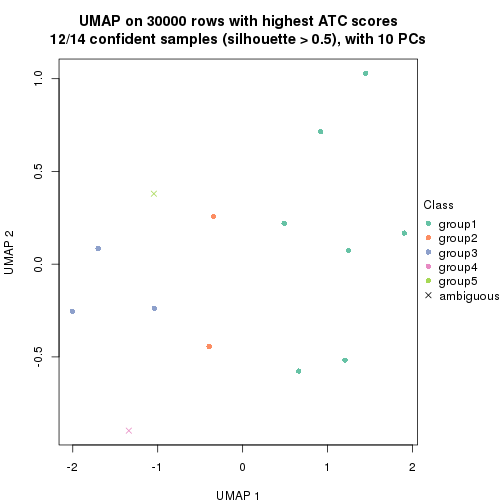 UMAP on 30000 rows with highest ATC scores
12/14 confident samples (silhouette > 0.5), with 10 PCs
1.0
0.5
0.0
-0.5
UMAP 2
-2
-1
0
1
2
UMAP 1
Class
group1
group2
group3
group4
group5
ambiguous